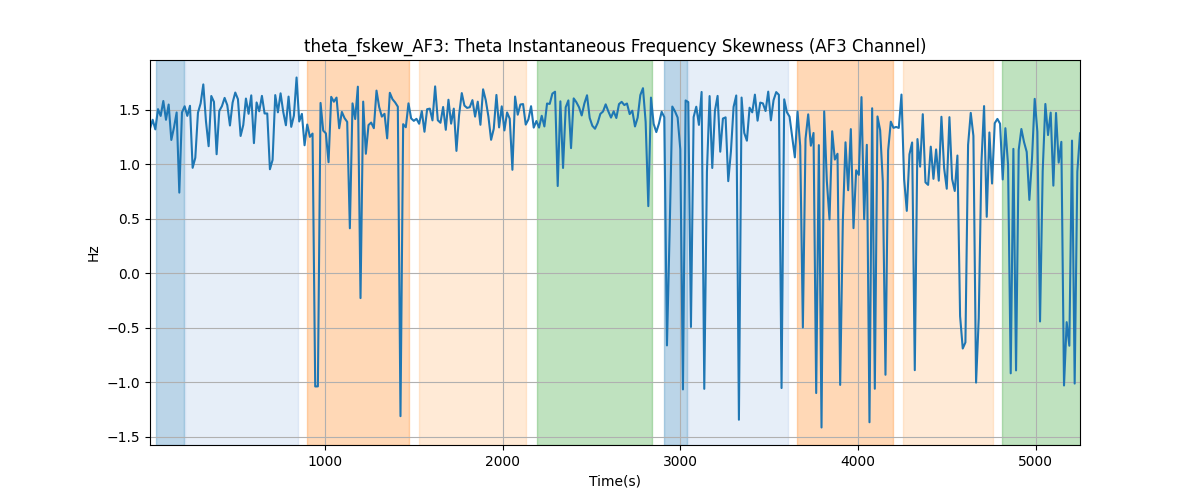 theta_fskew_AF3: Theta Instantaneous Frequency Skewness (AF3 Channel)
1.5
1.0
0.5
0.0
−0.5
−1.0
−1.5
Hz
1000 2000 3000 4000 5000
Time(s)